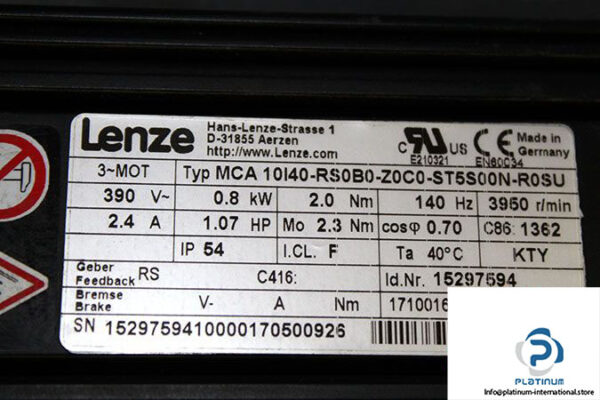 Lenze Hans-Lenze-Strasse 1
D-31855 Aerzen
http://www.Lenze.com
C UR US
E210321
CE
EN60034
Made in
Germany
3~MOT Typ MCA 10I40-RS0B0-Z0C0-ST5S00N-R0SU
390 V~ 0.8 kW 2.0 Nm 140 Hz 3950 r/min
2.4 A 1.07 HP Mo 2.3 Nm cosφ 0.70 C86: 1362
IP 54 I.CL. F Ta 40°C KTY
Geber
Feedback RS C416: Id.Nr. 15297594
Bremse
Brake V- A Nm 1710016
SN 1529759410000170500926
PLATINUM
info@platinum-international.store